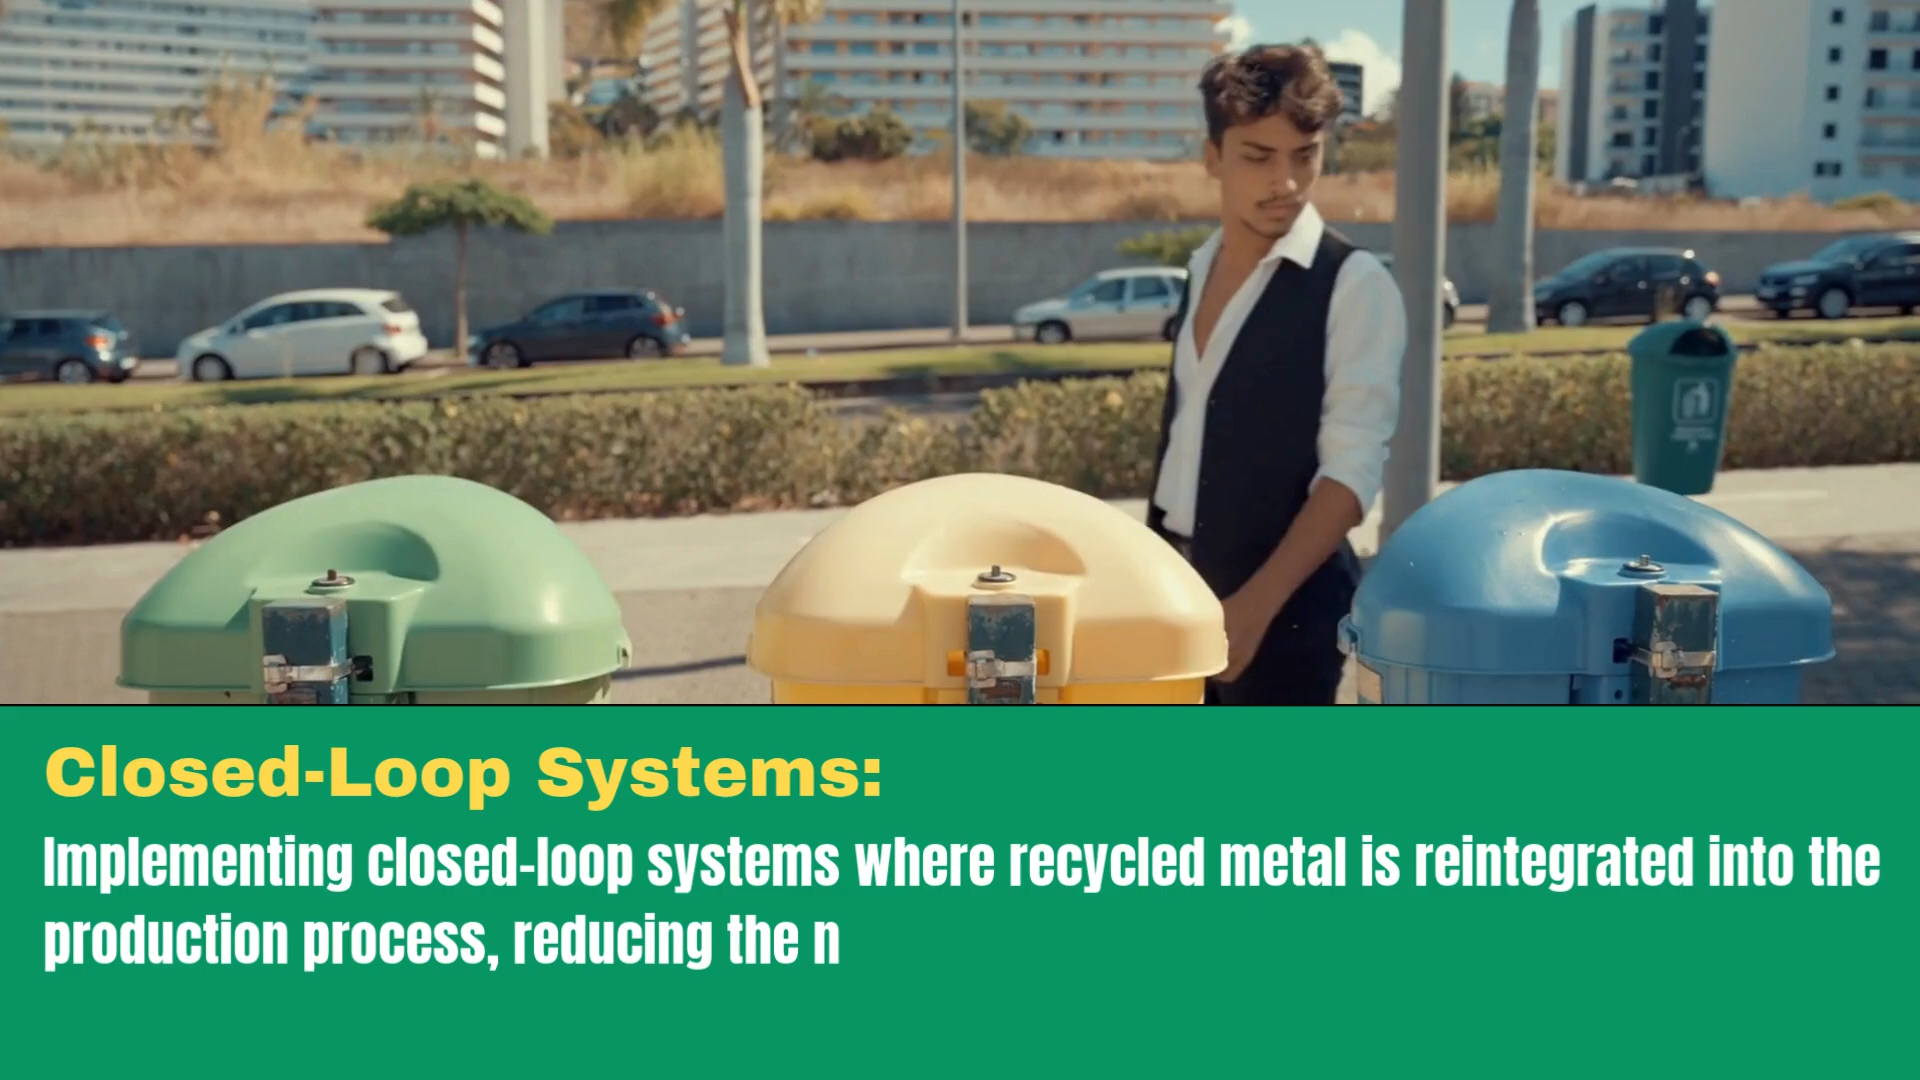 Closed-Loop Systems:
Implementing closed-loop systems where recycled metal is reintegrated into the
production process, reducing the n